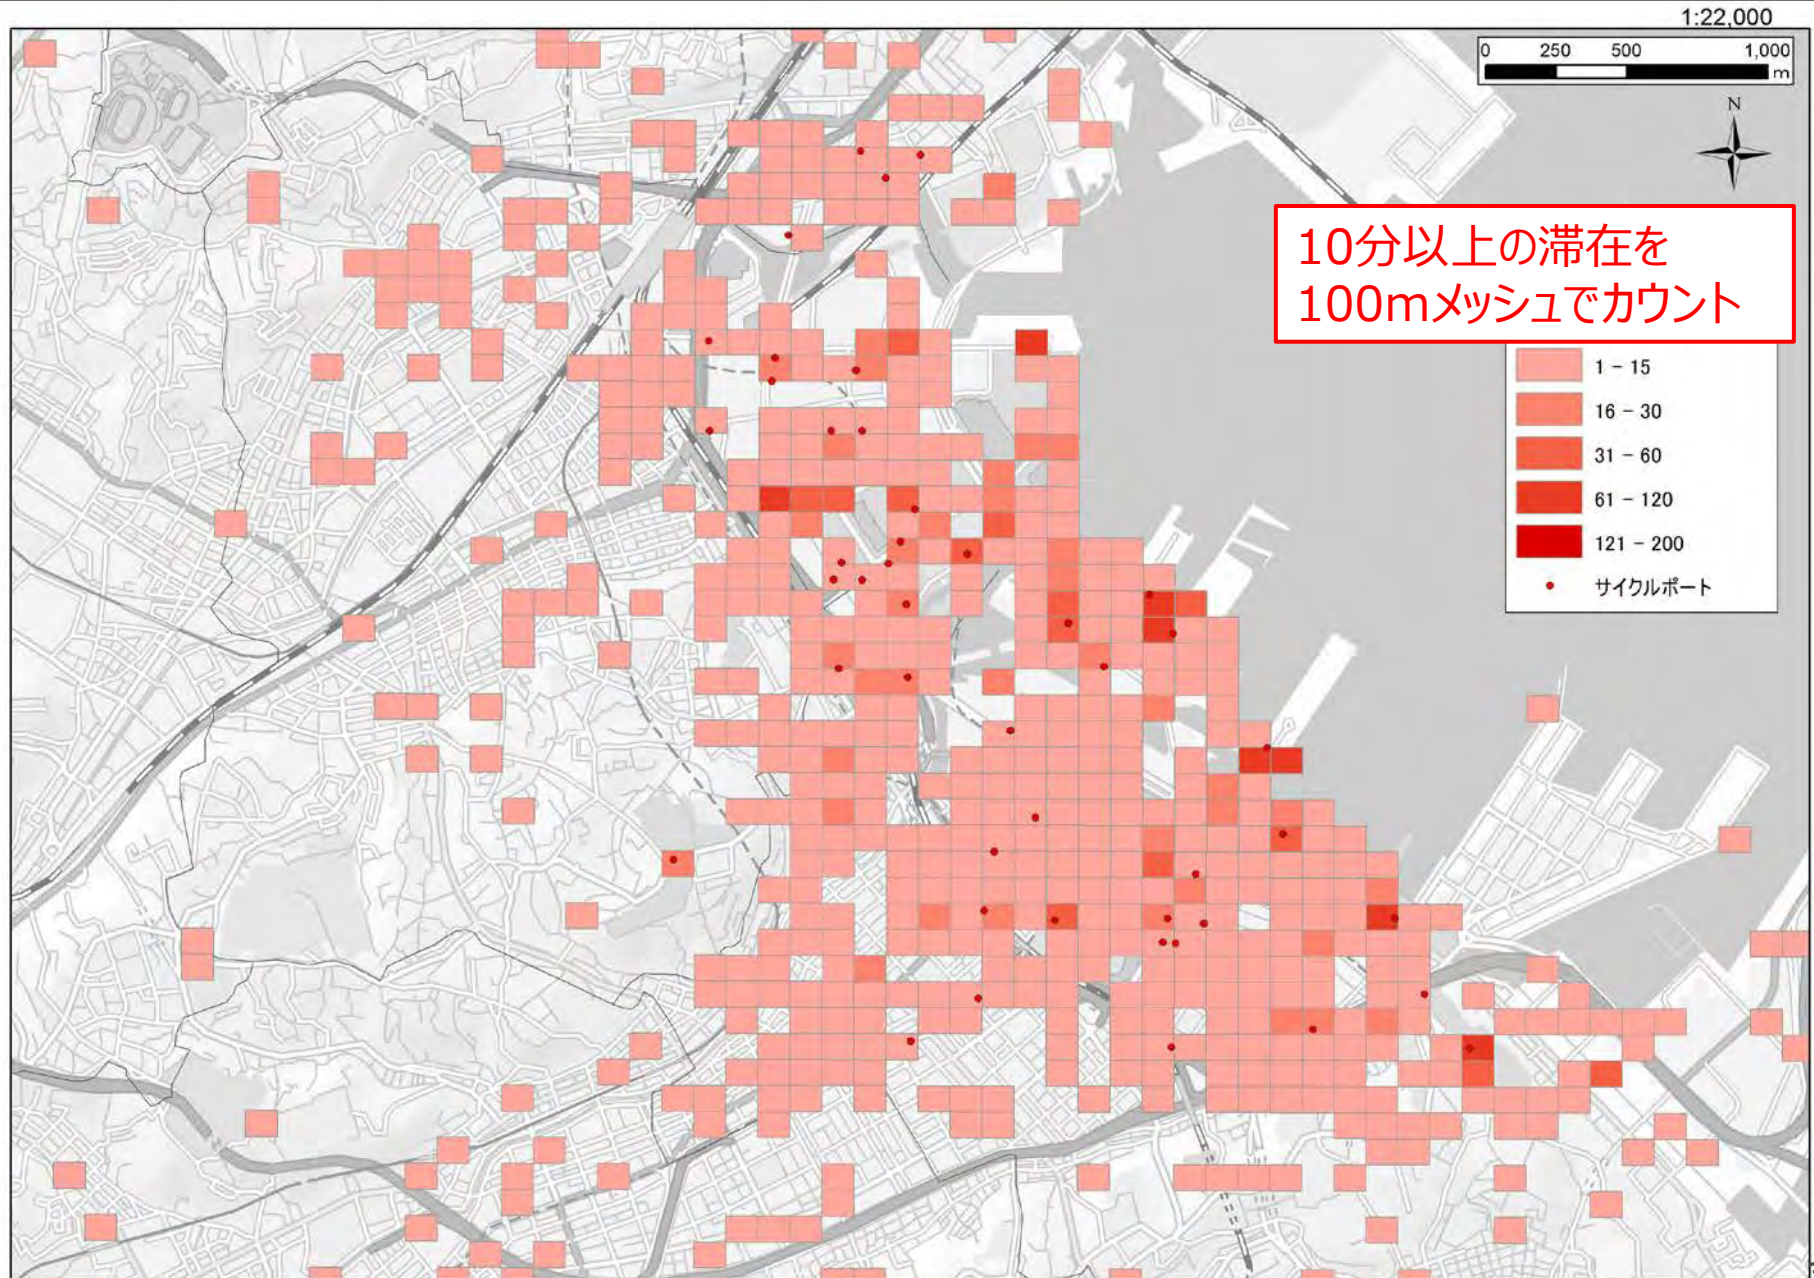 1:22,000
0 250 500 1,000
m
N
10分以上の滞在を
100mメッシュでカウント
1 - 15
16 - 30
31 - 60
61 - 120
121 - 200
サイクルポート